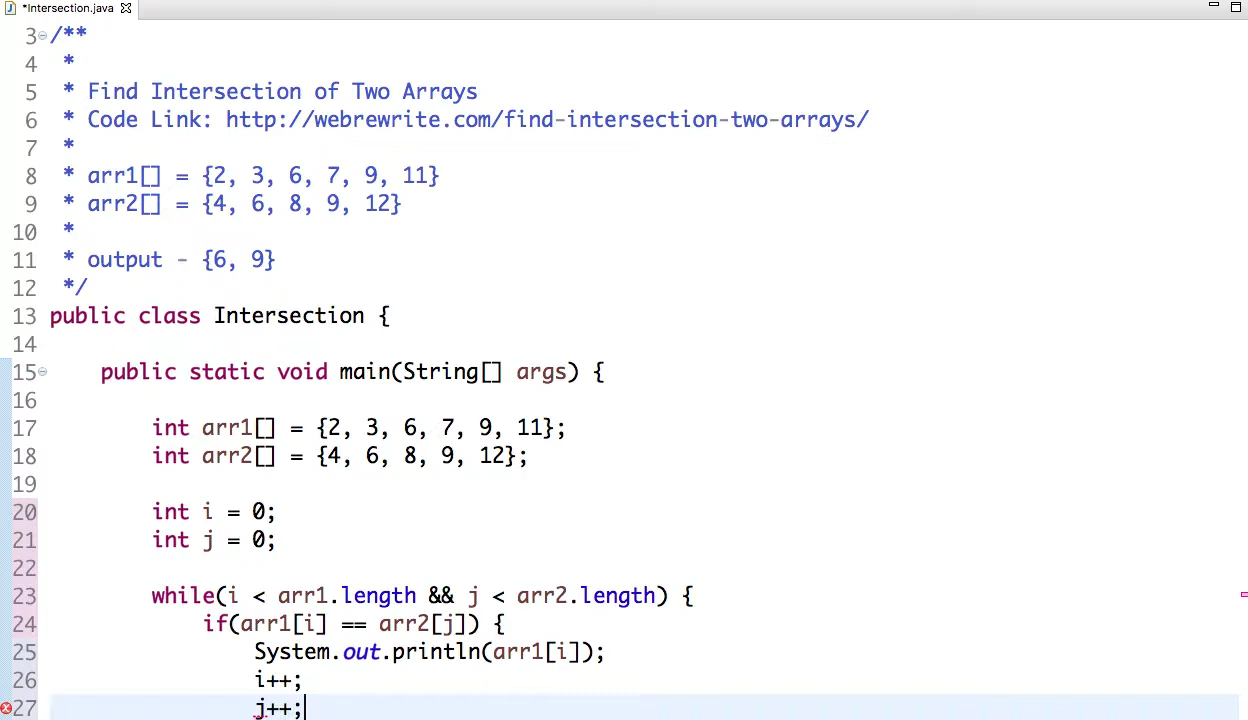 *Intersection.java
3 /**
4  *
5  * Find Intersection of Two Arrays
6  * Code Link: http://webrewrite.com/find-intersection-two-arrays/
7  *
8  * arr1[] = {2, 3, 6, 7, 9, 11}
9  * arr2[] = {4, 6, 8, 9, 12}
10  *
11  * output - {6, 9}
12  */
13 public class Intersection {
14
15     public static void main(String[] args) {
16
17         int arr1[] = {2, 3, 6, 7, 9, 11};
18         int arr2[] = {4, 6, 8, 9, 12};
19
20         int i = 0;
21         int j = 0;
22
23         while(i < arr1.length && j < arr2.length) {
24             if(arr1[i] == arr2[j]) {
25                 System.out.println(arr1[i]);
26                 i++;
27                 j++;